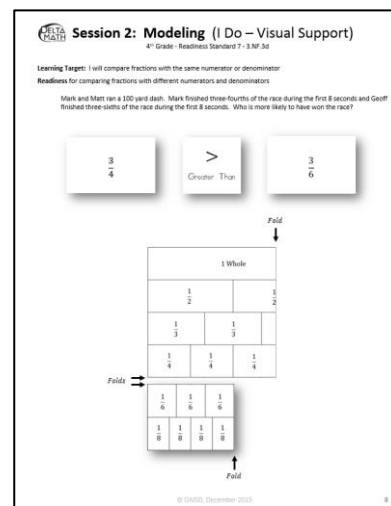 DELTA
MATH
Session 2: Modeling (I Do – Visual Support)
4th Grade - Readiness Standard 7 - 3.NF.3d
Learning Target: I will compare fractions with the same numerator or denominator
Readiness for comparing fractions with different numerators and denominators
Mark and Matt ran a 100 yard dash. Mark finished three-fourths of the race during the first 8 seconds and Geoff
finished three-sixths of the race during the first 8 seconds. Who is more likely to have won the race?
3/4
>
Greater Than
3/6
Fold
1 Whole
1/2 1/2
1/3 1/3
1/4 1/4 1/4
Folds
1/6 1/6 1/6
1/8 1/8 1/8 1/8
Fold
© OAISD, December 2015
8